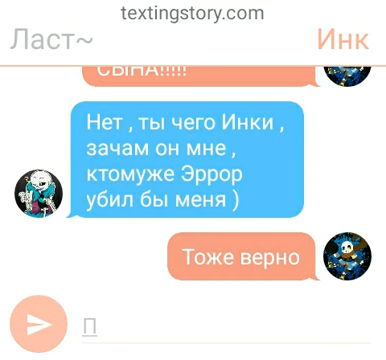 textingstory.com
Ласт~
Инк
СЫНА!!!!!
Нет , ты чего Инки ,
зачам он мне ,
ктомуже Эррор
убил бы меня )
Тоже верно
П